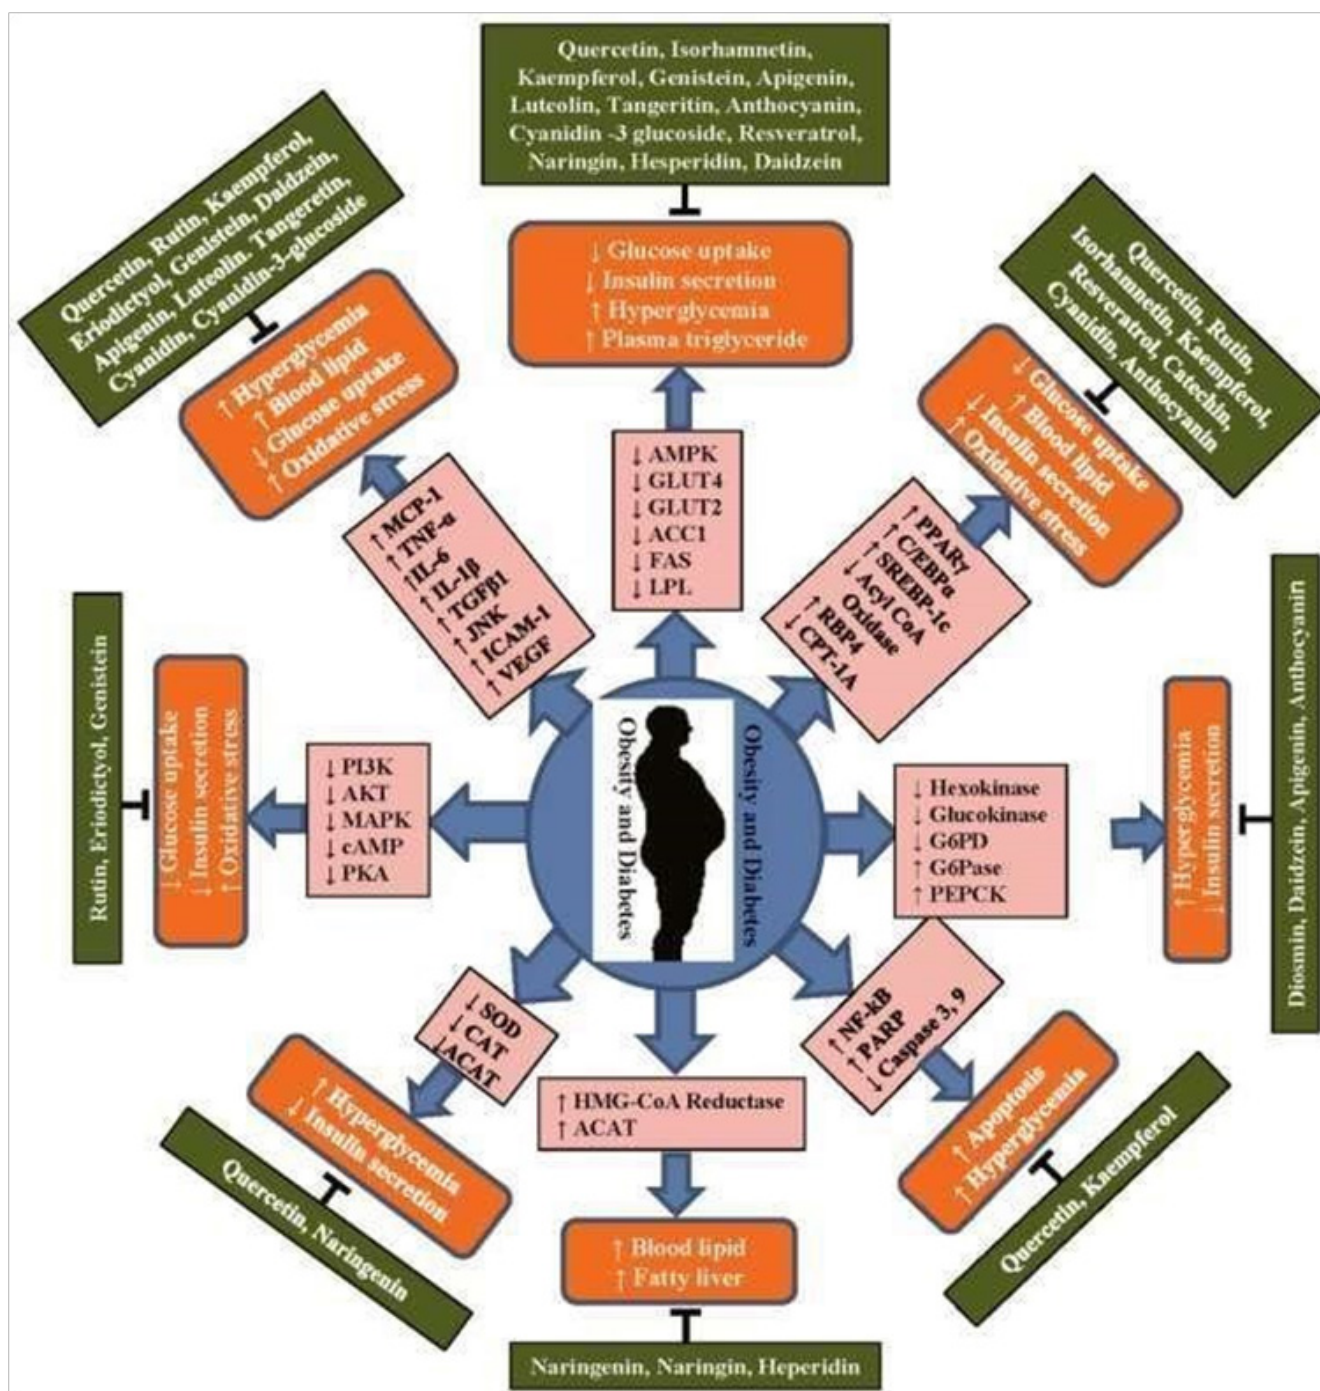 Quercetin, Isorhamnetin,
Kaempferol, Genistein, Apigenin,
Luteolin, Tangeritin, Anthocyanin,
Cyanidin -3 glucoside, Resveratrol,
Naringin, Hesperidin, Daidzein
↓ Glucose uptake
↓ Insulin secretion
↑ Hyperglycemia
↑ Plasma triglyceride
↓ AMPK
↓ GLUT4
↓ GLUT2
↓ ACC1
↓ FAS
↓ LPL
Quercetin, Rutin,
Isorhamnetin, Kaempferol,
Resveratrol, Catechin,
Cyanidin, Anthocyanin
↓ Glucose uptake
↑ Blood lipid
↓ Insulin secretion
↑ Oxidative stress
↑ PPARγ
↑ C/EBPα
↑ SREBP-1c
↓ Acyl CoA
Oxidase
↑ RBP4
↓ CPT-1A
Diosmin, Daidzein, Apigenin, Anthocyanin
↑ Hyperglycemia
↓ Insulin secretion
↓ Hexokinase
↓ Glucokinase
↓ G6PD
↑ G6Pase
↑ PEPCK
Quercetin, Kaempferol
↑ Apoptosis
↑ Hyperglycemia
↑ NF-kB
↑ PARP
↓ Caspase 3, 9
↑ HMG-CoA Reductase
↑ ACAT
↑ Blood lipid
↑ Fatty liver
Naringenin, Naringin, Heperidin
↓ SOD
↓ CAT
↓ACAT
↑ Hyperglycemia
↓ Insulin secretion
Quercetin, Naringenin
↓ PI3K
↓ AKT
↓ MAPK
↓ cAMP
↓ PKA
↓ Glucose uptake
↓ Insulin secretion
↑ Oxidative stress
Rutin, Eriodictyol, Genistein
↑ MCP-1
↑ TNF-α
↑IL-6
↑ IL-1β
↑ TGFβ1
↑ JNK
↑ ICAM-1
↑ VEGF
↑ Hyperglycemia
↑ Blood lipid
↓ Glucose uptake
↑ Oxidative stress
Quercetin, Rutin, Kaempferol,
Eriodictyol, Genistein, Daidzein,
Apigenin, Luteolin. Tangeretin,
Cyanidin, Cyanidin-3-glucoside
Obesity and Diabetes
Obesity and Diabetes